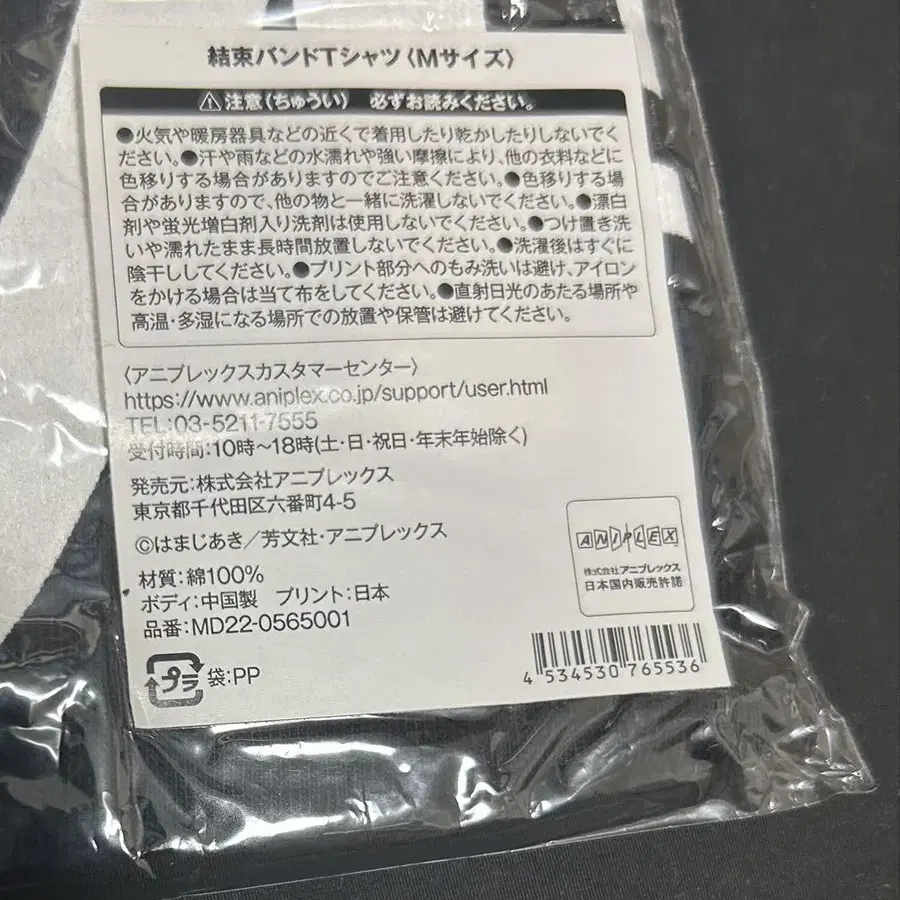 結束バンドTシャツ〈Mサイズ〉
⚠注意(ちゅうい) 必ずお読みください。
●火気や暖房器具などの近くで着用したり乾かしたりしないでく
ださい。●汗や雨などの水濡れや強い摩擦により、他の衣料などに
色移りする場合がありますのでご注意ください。●色移りする場
合がありますので、他の物と一緒に洗濯しないでください。●漂白
剤や蛍光増白剤入り洗剤は使用しないでください。●つけ置き洗
いや濡れたまま長時間放置しないでください。●洗濯後はすぐに
陰干ししてください。●プリント部分へのもみ洗いは避け、アイロン
をかける場合は当て布をしてください。●直射日光のあたる場所や
高温・多湿になる場所での放置や保管は避けてください。
〈アニプレックスカスタマーセンター〉
https://www.aniplex.co.jp/support/user.html
TEL:03-5211-7555
受付時間:10時〜18時(土・日・祝日・年末年始除く)
発売元:株式会社アニプレックス
東京都千代田区六番町4-5
©はまじあき/芳文社・アニプレックス
ANIPLEX
株式会社アニプレックス
日本国内販売許諾
材質:綿100%
ボディ:中国製 プリント:日本
品番:MD22-0565001
プラ 袋:PP
4 534530 765536